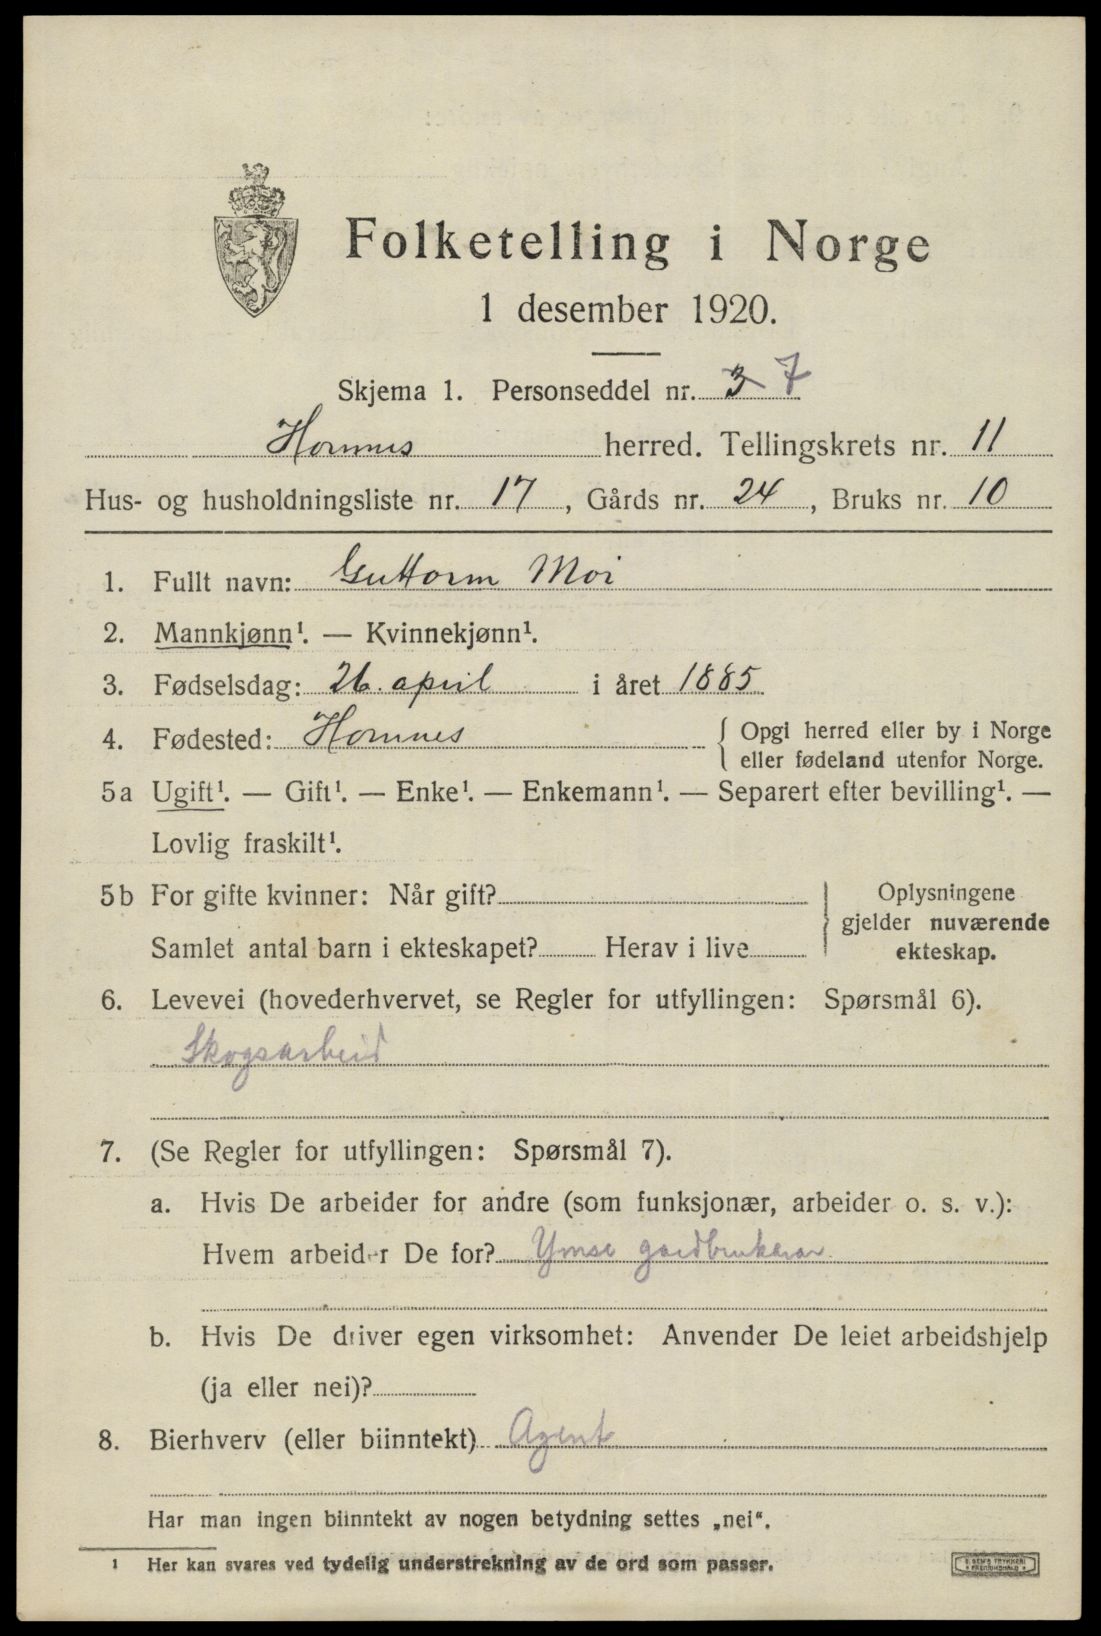 Folketelling i Norge
1 desember 1920.
Skjema 1. Personseddel nr. 3 7
Hornnes herred. Tellingskrets nr. 11
Hus- og husholdningsliste nr. 17, Gårds nr. 24, Bruks nr. 10
1. Fullt navn: Guttorm Moi
2. Mannkjønn¹. — Kvinnekjønn¹.
3. Fødselsdag: 26. april i året 1885
4. Fødested: Hornnes { Opgi herred eller by i Norge
eller fødeland utenfor Norge.
5a Ugift¹. — Gift¹. — Enke¹. — Enkemann¹. — Separert efter bevilling¹. —
Lovlig fraskilt¹.
5b For gifte kvinner: Når gift?
Samlet antal barn i ekteskapet? Herav i live
Oplysningene
gjelder nuværende
ekteskap.
6. Levevei (hovederhvervet, se Regler for utfyllingen: Spørsmål 6).
Skogsarbeid
7. (Se Regler for utfyllingen: Spørsmål 7).
a. Hvis De arbeider for andre (som funksjonær, arbeider o. s. v.):
Hvem arbeider De for? Ymse gardbrukarar
b. Hvis De driver egen virksomhet: Anvender De leiet arbeidshjelp
(ja eller nei)?
8. Bierhverv (eller biinntekt) Agent
Har man ingen biinntekt av nogen betydning settes „nei“.
¹ Her kan svares ved tydelig understrekning av de ord som passer.